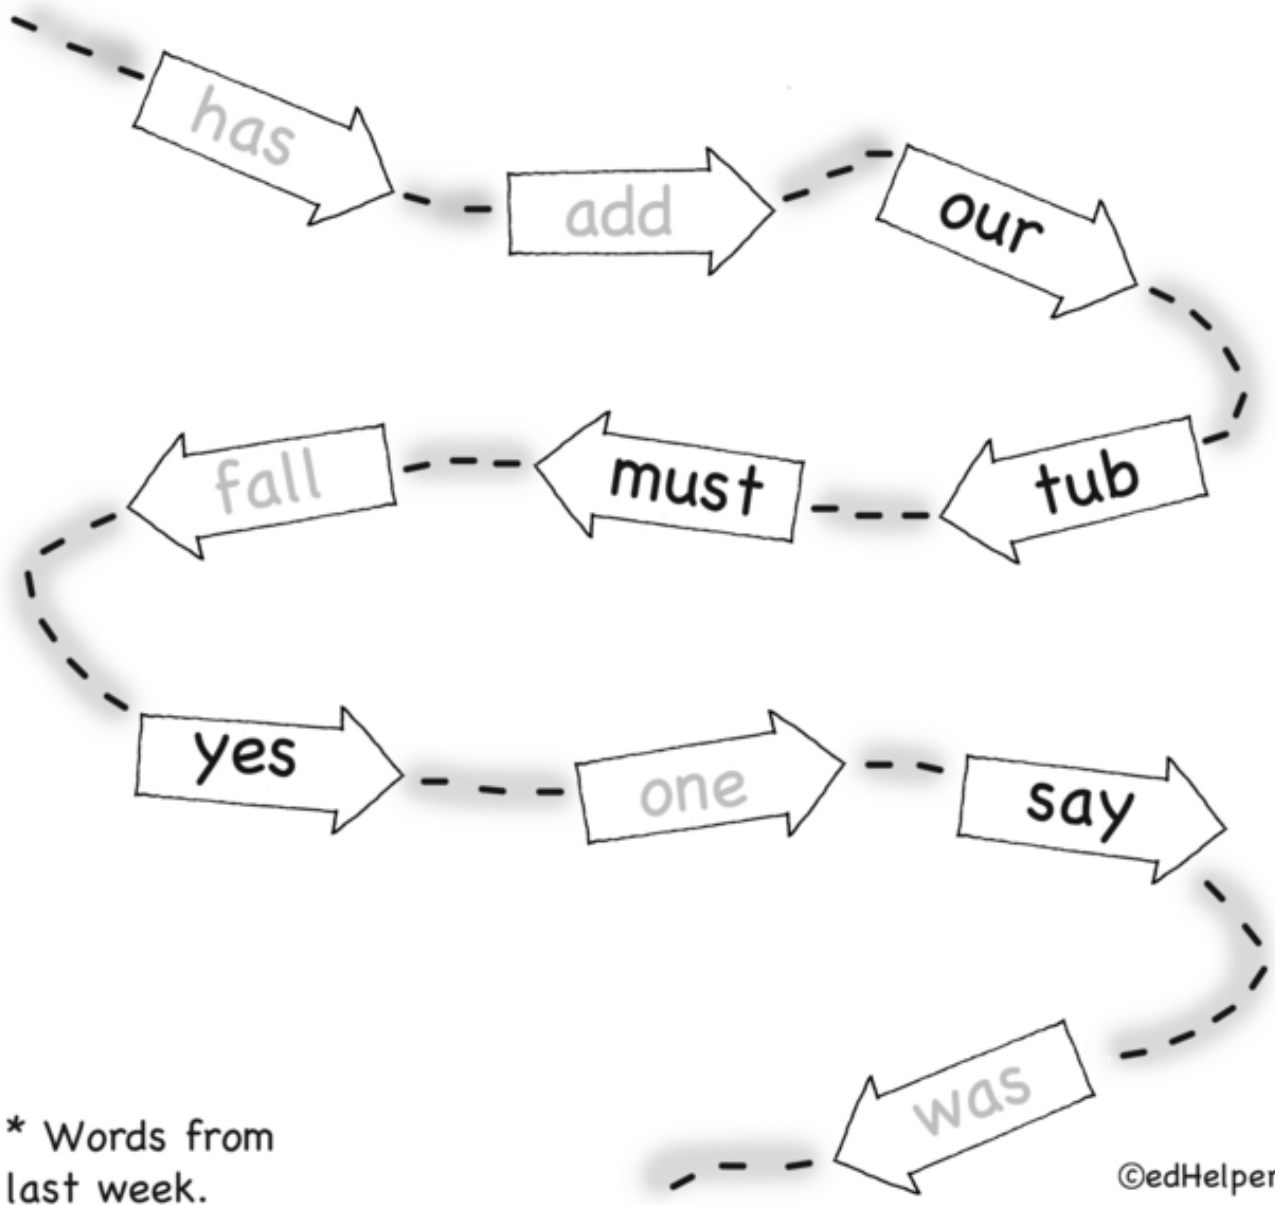 has
add
our
tub
must
fall
yes
one
say
was
* Words from
last week.
©edHelper